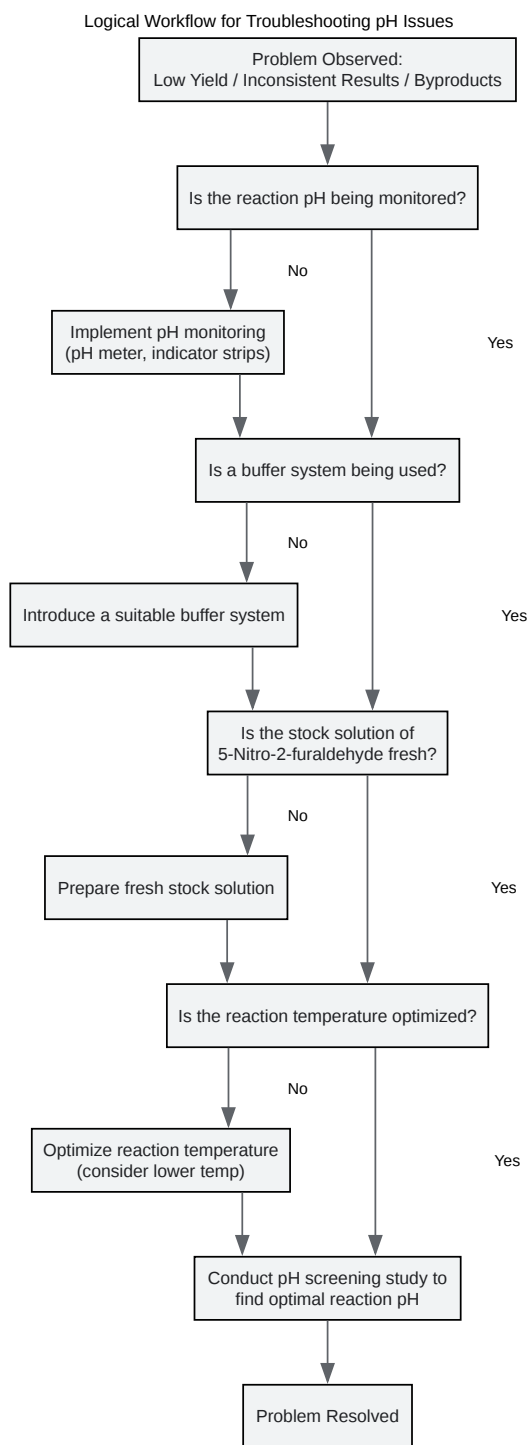 Logical Workflow for Troubleshooting pH Issues
Problem Observed:
Low Yield / Inconsistent Results / Byproducts
Is the reaction pH being monitored?
No
Implement pH monitoring
(pH meter, indicator strips)
Yes
Is a buffer system being used?
No
Introduce a suitable buffer system
Yes
Is the stock solution of
5-Nitro-2-furaldehyde fresh?
No
Prepare fresh stock solution
Yes
Is the reaction temperature optimized?
No
Optimize reaction temperature
(consider lower temp)
Yes
Conduct pH screening study to
find optimal reaction pH
Problem Resolved